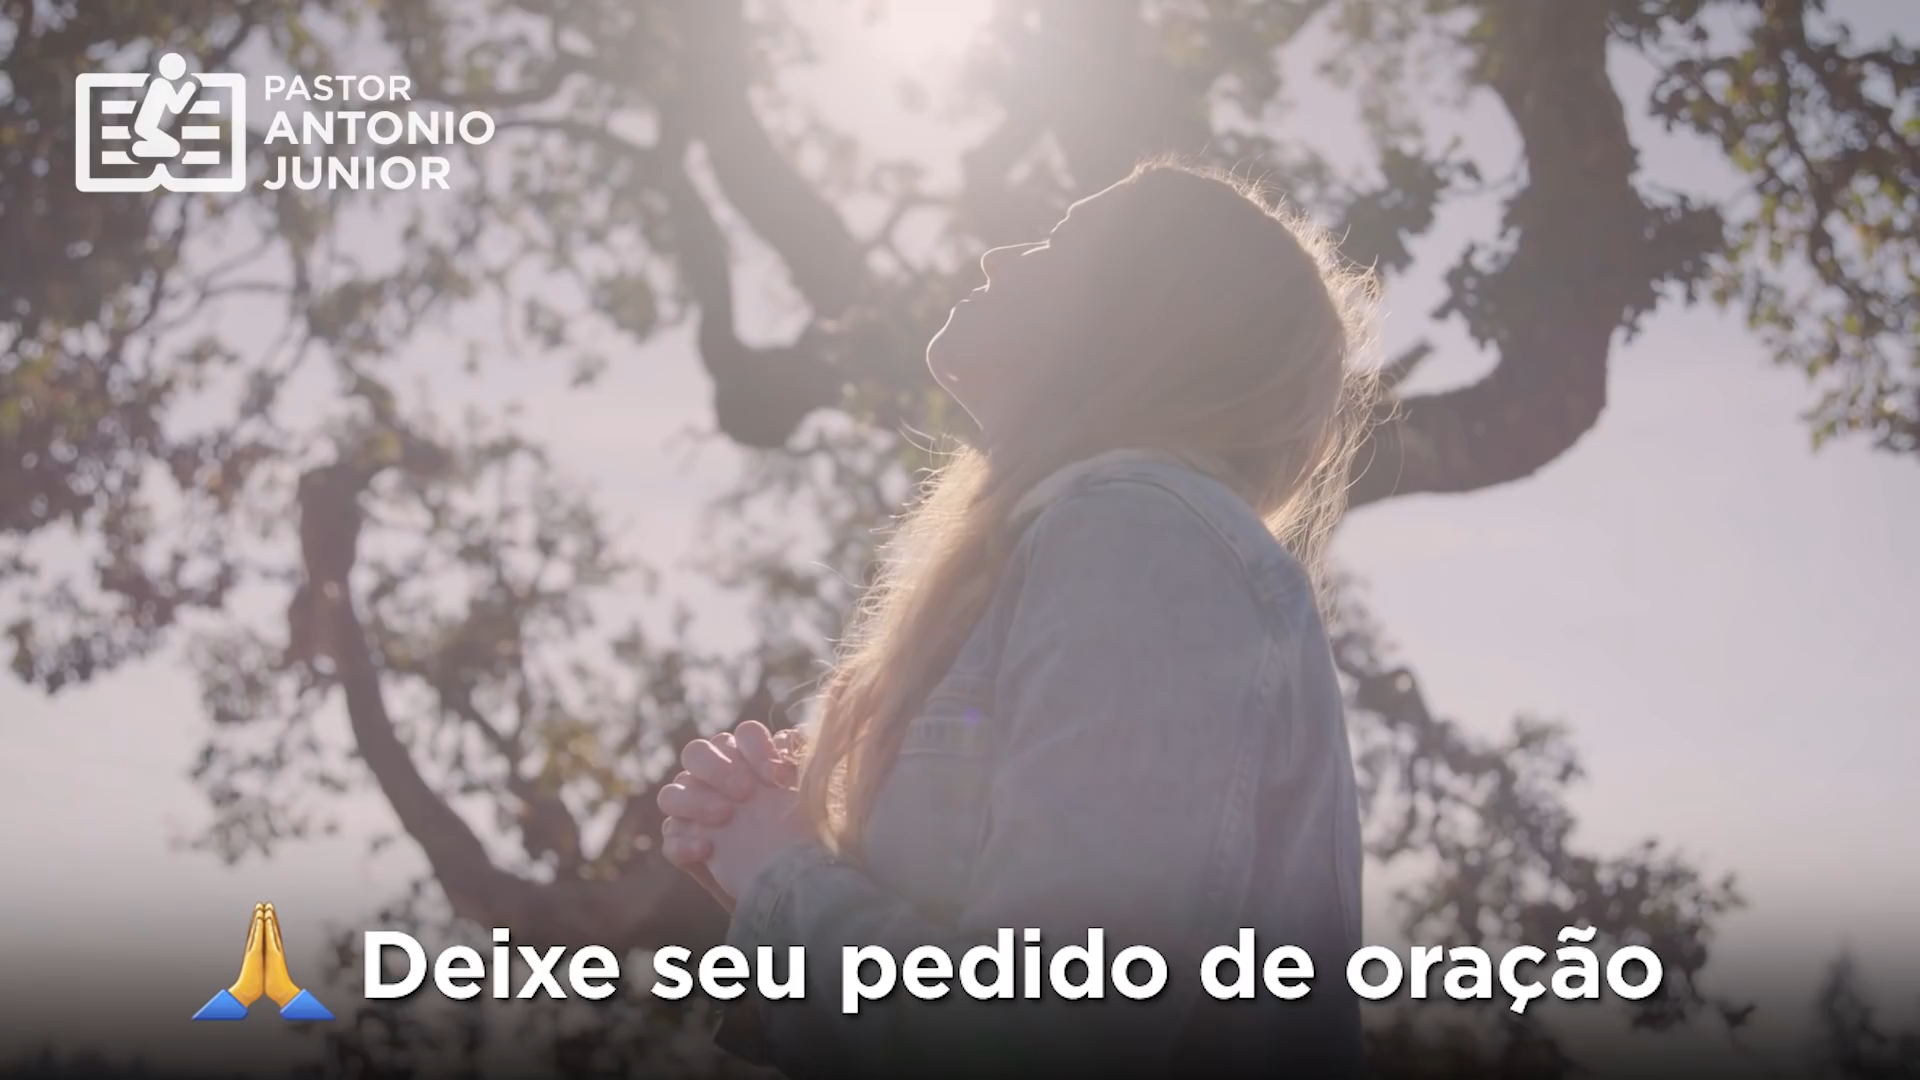 PASTOR
ANTONIO
JUNIOR
🙏 Deixe seu pedido de oração